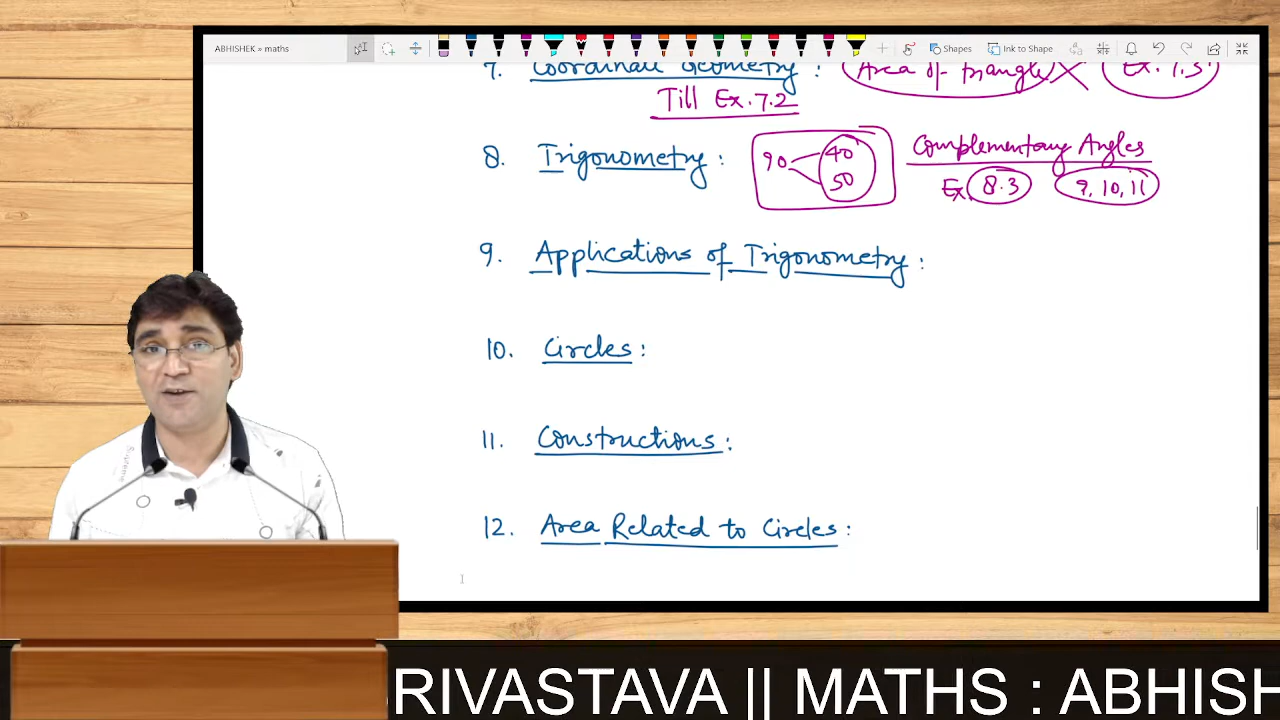 ABHISHEK » maths
Shapes
Ink to Shape
7. Coordinate Geometry : Area of triangle Ex. 7.3
Till Ex. 7.2
8. Trigonometry : 90 40 50 Complementary Angles
Ex. 8.3 9, 10, 11
9. Applications of Trigonometry :
10. Circles :
11. Constructions :
12. Area Related to Circles :
RIVASTAVA || MATHS : ABHISH